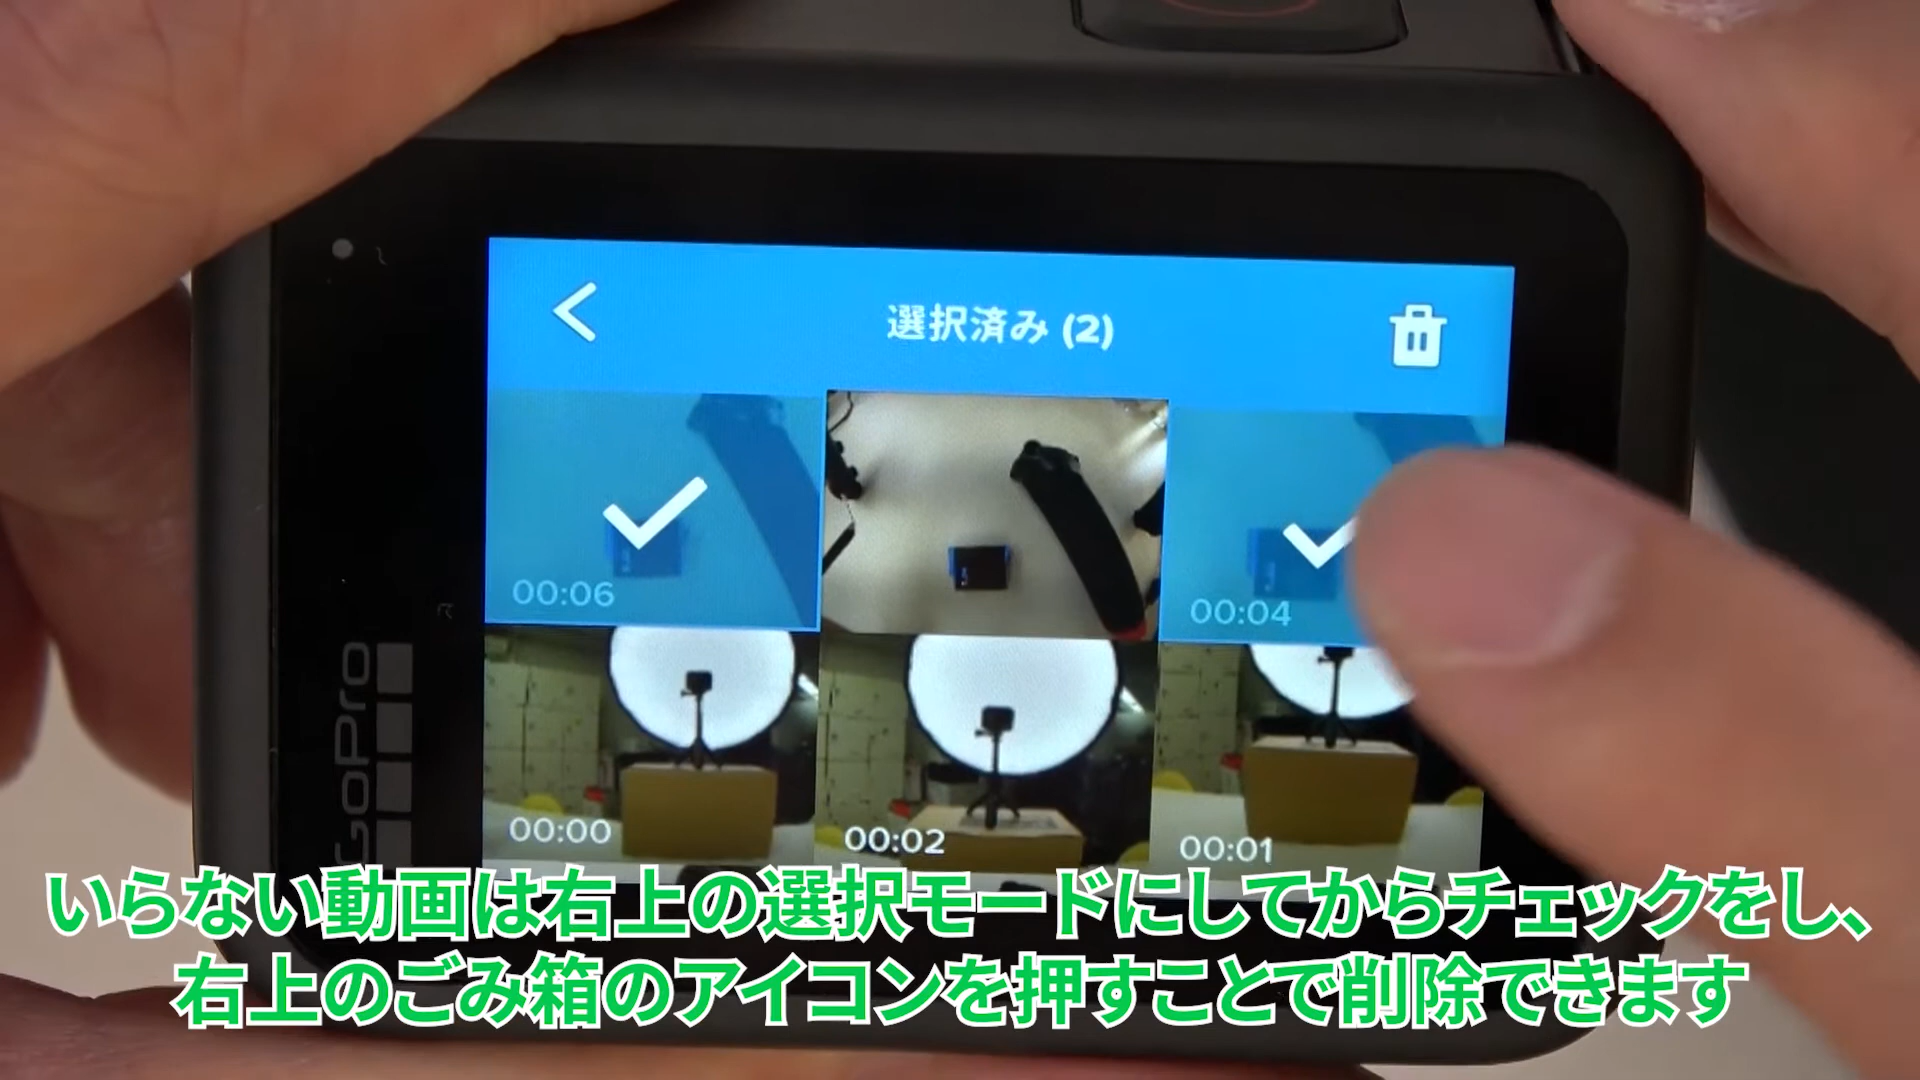 選択済み (2)
00:06
00:04
00:00
00:02
00:01
GoPro
いらない動画は右上の選択モードにしてからチェックをし、
右上のごみ箱のアイコンを押すことで削除できます